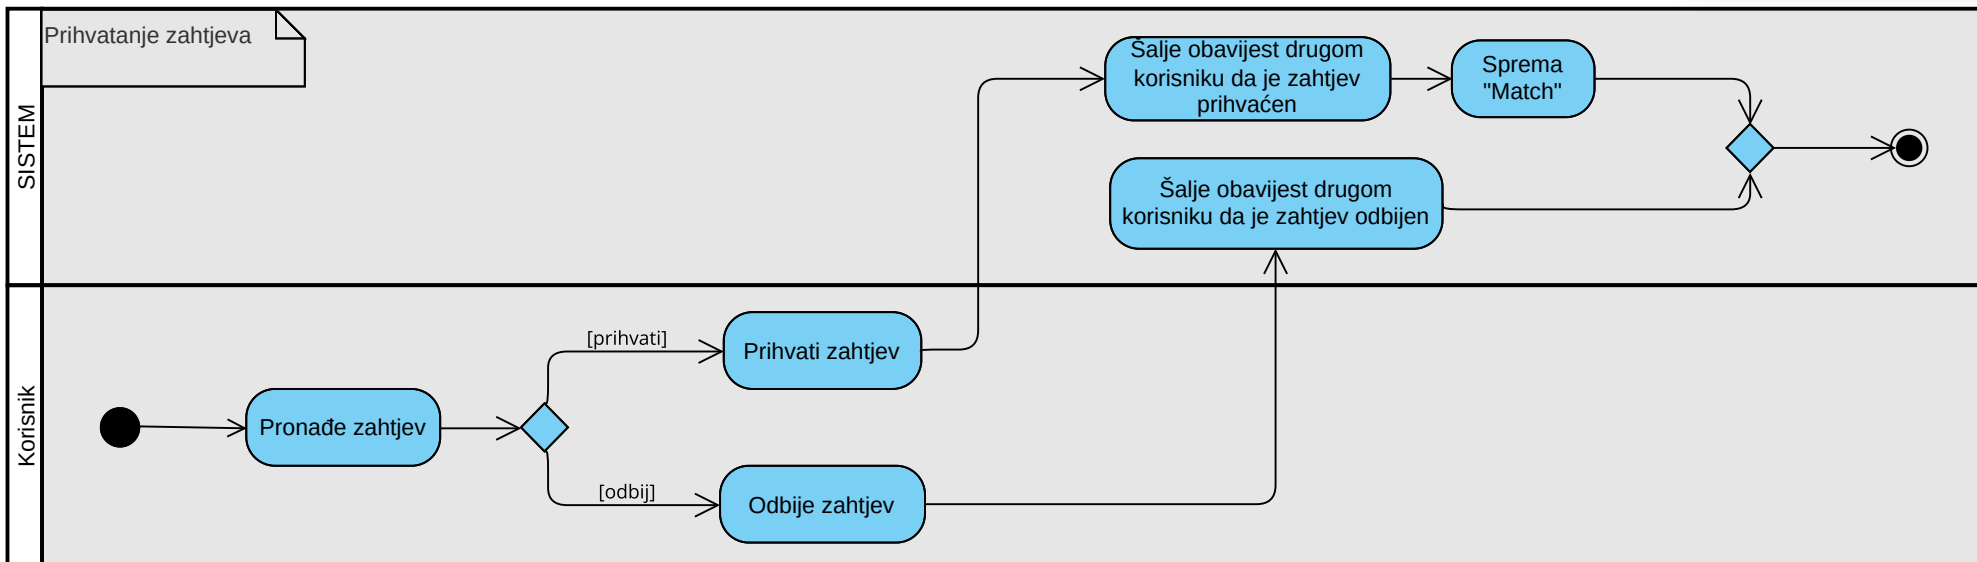 Prihvatanje zahtjeva
SISTEM
Šalje obavijest drugom
korisniku da je zahtjev
prihvaćen
Sprema
"Match"
Šalje obavijest drugom
korisniku da je zahtjev odbijen
Korisnik
Pronađe zahtjev
[prihvati]
Prihvati zahtjev
[odbij]
Odbije zahtjev